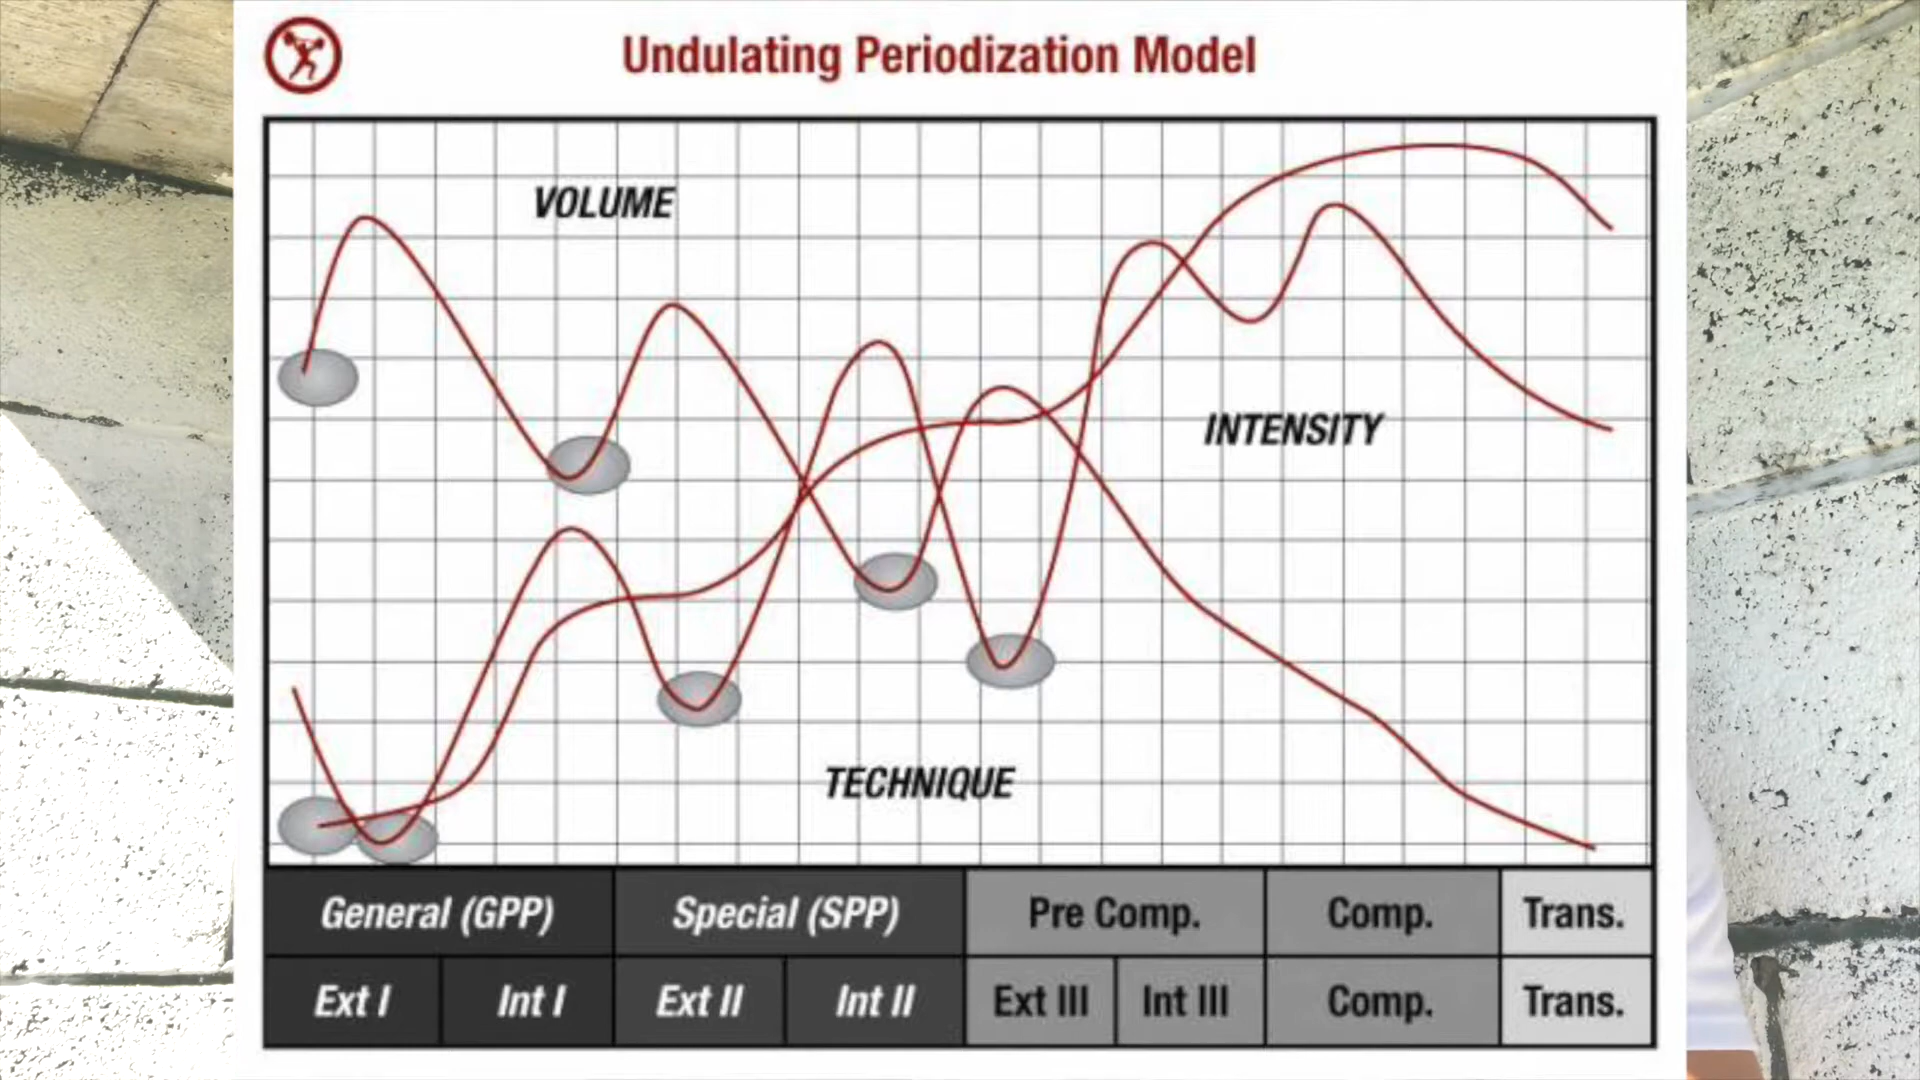 Undulating Periodization Model
VOLUME
INTENSITY
TECHNIQUE
General (GPP) Special (SPP) Pre Comp. Comp. Trans.
Ext I Int I Ext II Int II Ext III Int III Comp. Trans.